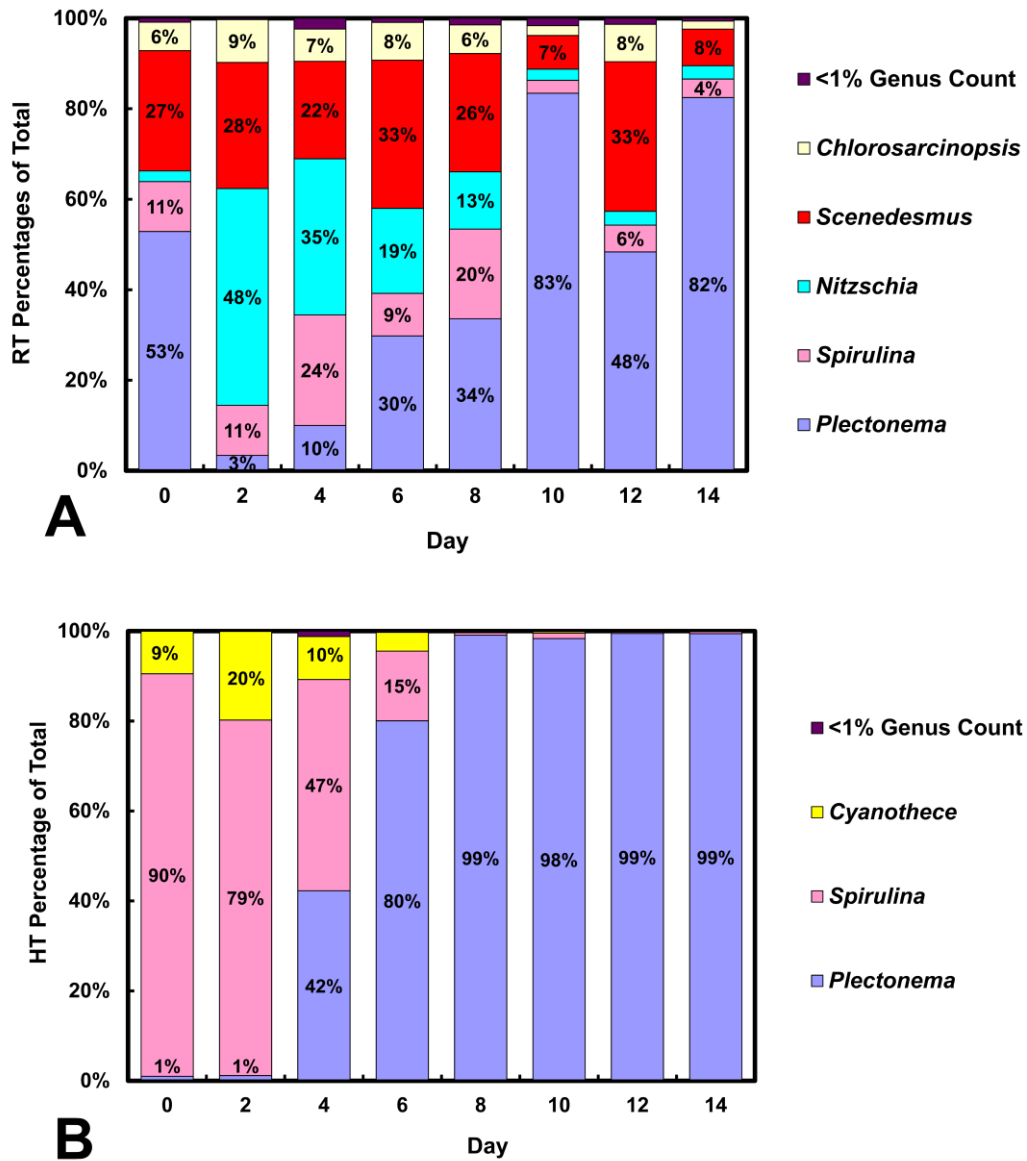 RT Percentages of Total
100%
80%
60%
40%
20%
0%
6% 9% 7% 8% 6% 7% 8% 8%
27% 28% 22% 33% 26% 33% 4%
11% 48% 35% 19% 13% 83% 6% 82%
53% 11% 24% 9% 20% 48%
3% 10% 30% 34%
0 2 4 6 8 10 12 14
Day
A
<1% Genus Count
Chlorosarcinopsis
Scenedesmus
Nitzschia
Spirulina
Plectonema
HT Percentage of Total
100%
80%
60%
40%
20%
0%
9% 20% 10% 15%
90% 79% 47% 80% 99% 98% 99% 99%
1% 1% 42%
0 2 4 6 8 10 12 14
Day
B
<1% Genus Count
Cyanothece
Spirulina
Plectonema